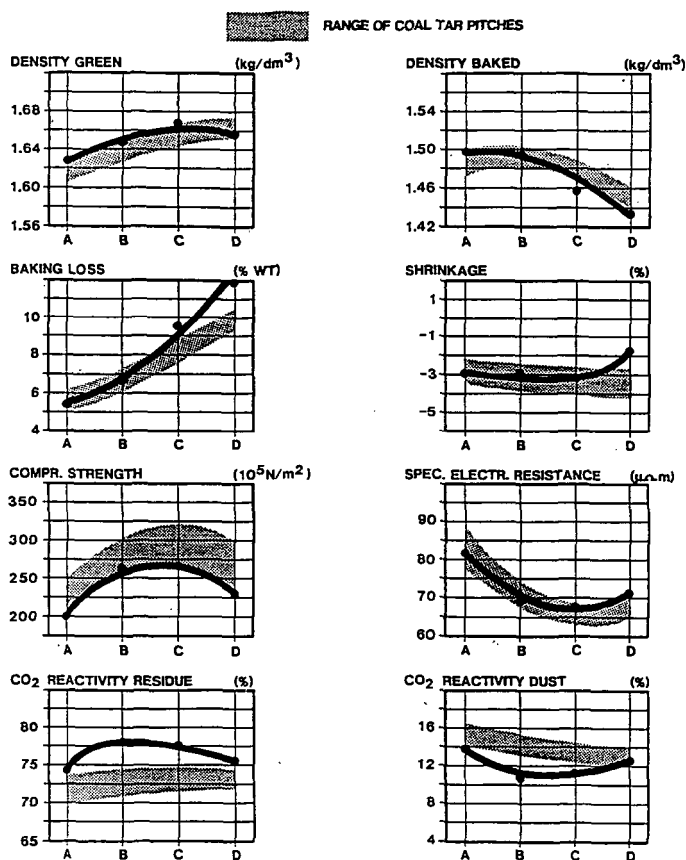 RANGE OF COAL TAR PITCHES
DENSITY GREEN (kg/dm³)
1.68
1.64
1.60
1.56
A B C D
DENSITY BAKED (kg/dm³)
1.54
1.50
1.46
1.42
A B C D
BAKING LOSS (% WT)
10
8
6
4
A B C D
SHRINKAGE (%)
1
-1
-3
-5
A B C D
COMPR. STRENGTH (10⁵N/m²)
350
300
250
200
A B C D
SPEC. ELECTR. RESISTANCE (μΩ.m)
90
80
70
60
A B C D
CO₂ REACTIVITY RESIDUE (%)
80
75
70
65
A B C D
CO₂ REACTIVITY DUST (%)
16
12
8
4
A B C D